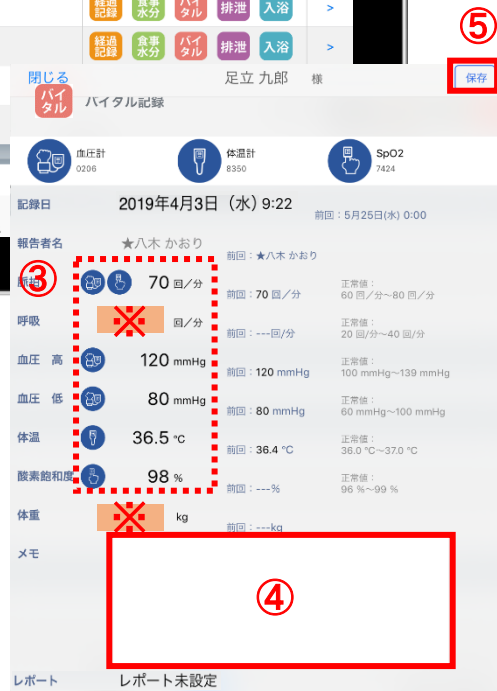 経過記録 食事水分 バイタル 排泄 入浴 >
⑤
経過記録 食事水分 バイタル 排泄 入浴 >
閉じる 足立 九郎 様 保存
バイタル バイタル記録
血圧計 0206 体温計 8350 SpO2 7424
記録日 2019年4月3日（水）9:22 前回：5月25日(水) 0:00
報告者名 ★八木 かおり 前回：★八木 かおり
③
70 回／分 前回：70 回／分 正常値：60 回／分〜80 回／分
呼吸 ※ 回／分 前回：---回/分 正常値：20 回/分〜40 回/分
血圧 高 120 mmHg 前回：120 mmHg 正常値：100 mmHg〜139 mmHg
血圧 低 80 mmHg 前回：80 mmHg 正常値：60 mmHg〜100 mmHg
体温 36.5 ℃ 前回：36.4 ℃ 正常値：36.0 ℃〜37.0 ℃
酸素飽和度 98 % 前回：---% 正常値：96 %〜99 %
体重 ※ kg 前回：---kg
メモ
④
レポート レポート未設定